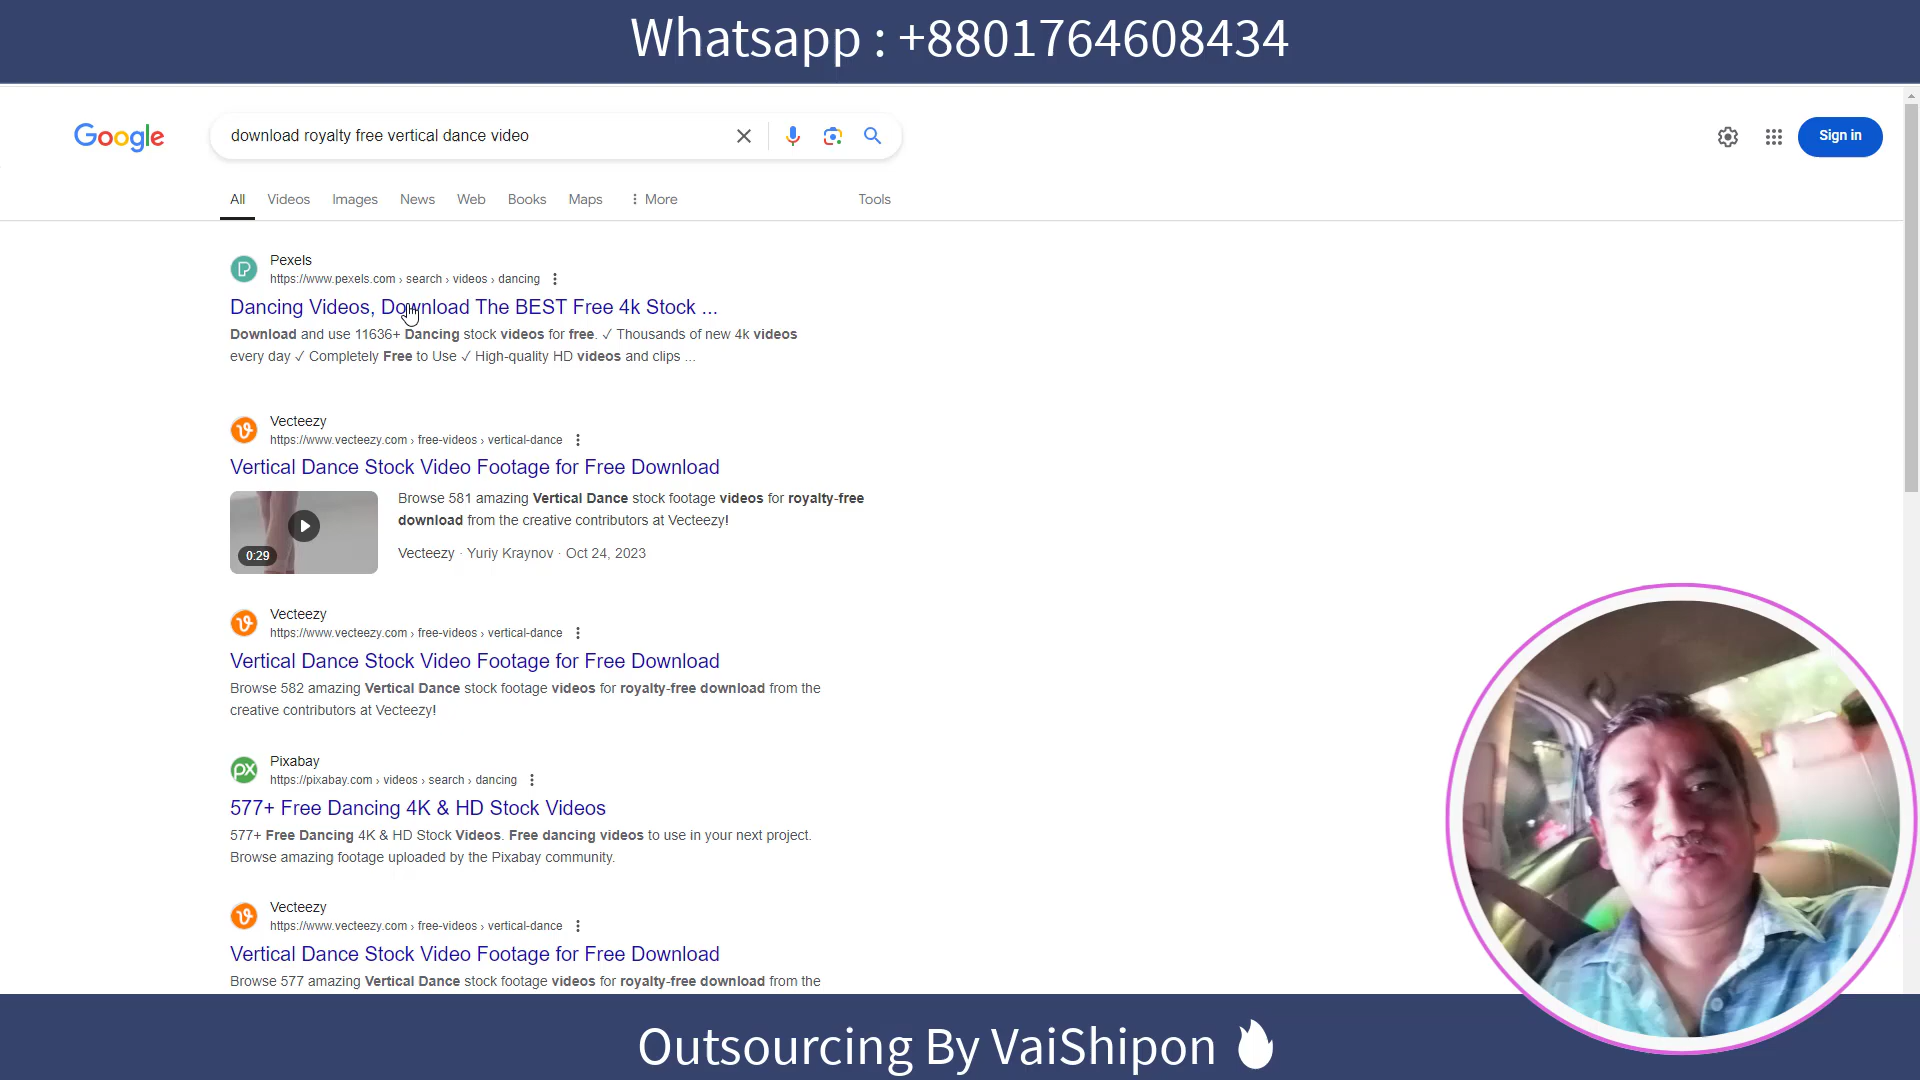 Whatsapp : +8801764608434
Google
download royalty free vertical dance video
Sign in
All Videos Images News Web Books Maps More Tools
Pexels
https://www.pexels.com › search › videos › dancing
Dancing Videos, Download The BEST Free 4k Stock ...
Download and use 11636+ Dancing stock videos for free. ✓ Thousands of new 4k videos
every day ✓ Completely Free to Use ✓ High-quality HD videos and clips ...
Vecteezy
https://www.vecteezy.com › free-videos › vertical-dance
Vertical Dance Stock Video Footage for Free Download
0:29
Browse 581 amazing Vertical Dance stock footage videos for royalty-free
download from the creative contributors at Vecteezy!
Vecteezy · Yuriy Kraynov · Oct 24, 2023
Vecteezy
https://www.vecteezy.com › free-videos › vertical-dance
Vertical Dance Stock Video Footage for Free Download
Browse 582 amazing Vertical Dance stock footage videos for royalty-free download from the
creative contributors at Vecteezy!
Pixabay
https://pixabay.com › videos › search › dancing
577+ Free Dancing 4K & HD Stock Videos
577+ Free Dancing 4K & HD Stock Videos. Free dancing videos to use in your next project.
Browse amazing footage uploaded by the Pixabay community.
Vecteezy
https://www.vecteezy.com › free-videos › vertical-dance
Vertical Dance Stock Video Footage for Free Download
Browse 577 amazing Vertical Dance stock footage videos for royalty-free download from the
Outsourcing By VaiShipon